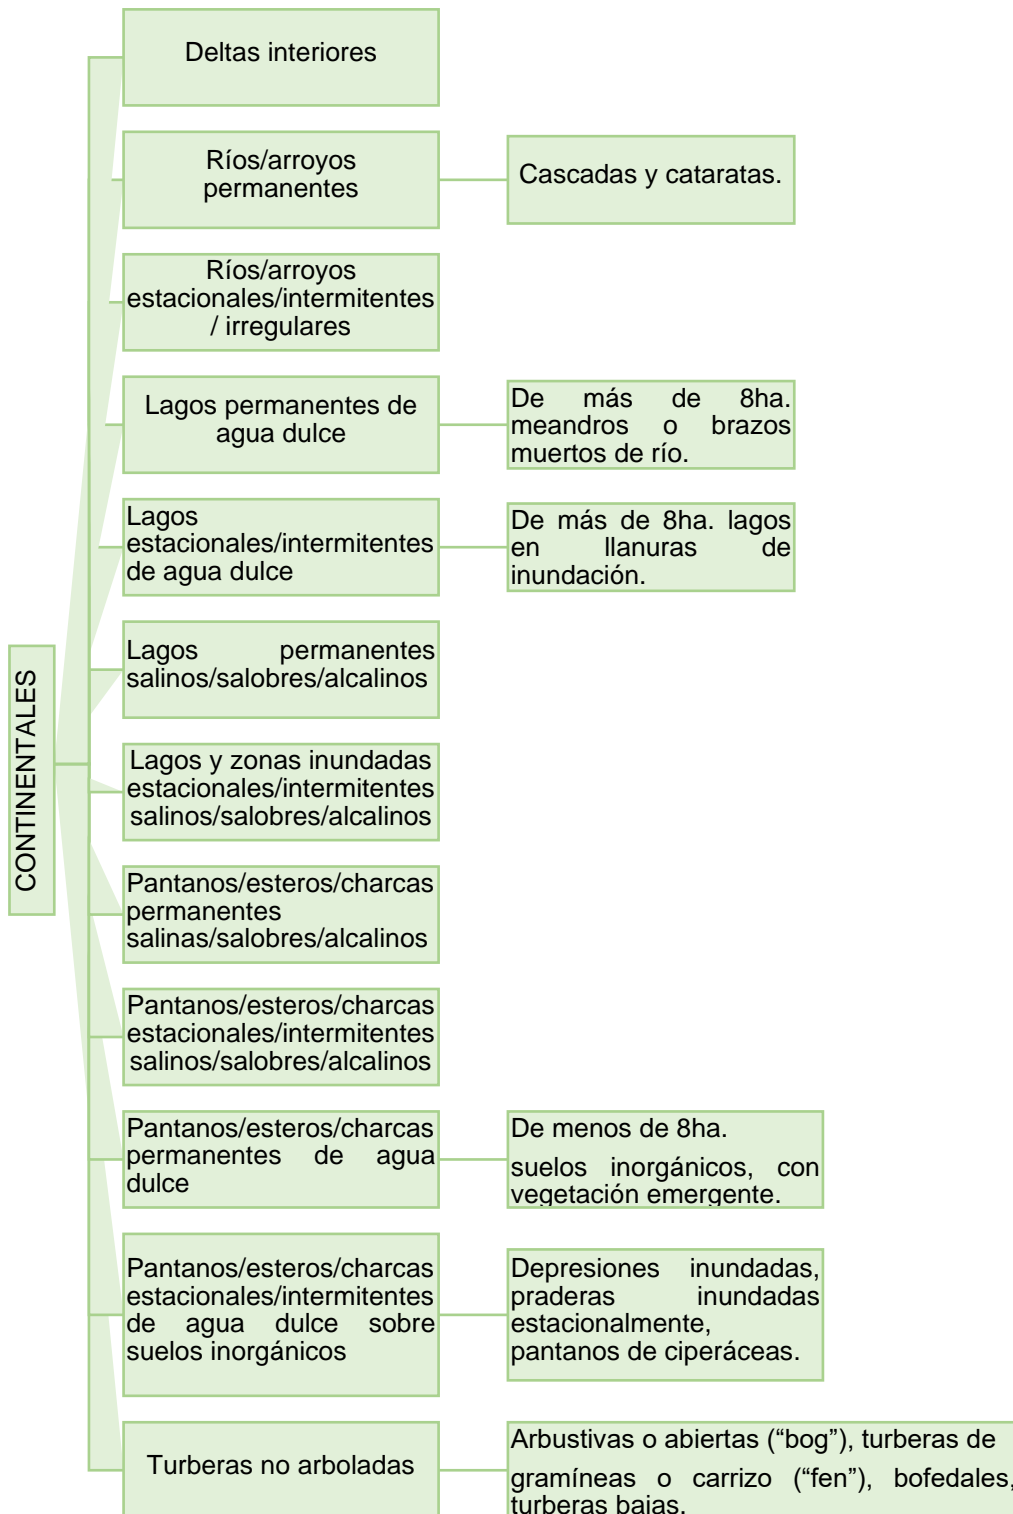 Deltas interiores
Ríos/arroyos
permanentes
Cascadas y cataratas.
Ríos/arroyos
estacionales/intermitentes
/ irregulares
Lagos permanentes de
agua dulce
De más de 8ha.
meandros o brazos
muertos de río.
Lagos
estacionales/intermitentes
de agua dulce
De más de 8ha. lagos
en llanuras de
inundación.
CONTINENTALES
Lagos permanentes
salinos/salobres/alcalinos
Lagos y zonas inundadas
estacionales/intermitentes
salinos/salobres/alcalinos
Pantanos/esteros/charcas
permanentes
salinas/salobres/alcalinos
Pantanos/esteros/charcas
estacionales/intermitentes
salinos/salobres/alcalinos
Pantanos/esteros/charcas
permanentes de agua
dulce
De menos de 8ha.
suelos inorgánicos, con
vegetación emergente.
Pantanos/esteros/charcas
estacionales/intermitentes
de agua dulce sobre
suelos inorgánicos
Depresiones inundadas,
praderas inundadas
estacionalmente,
pantanos de ciperáceas.
Turberas no arboladas
Arbustivas o abiertas (“bog”), turberas de
gramíneas o carrizo (“fen”), bofedales,
turberas bajas.